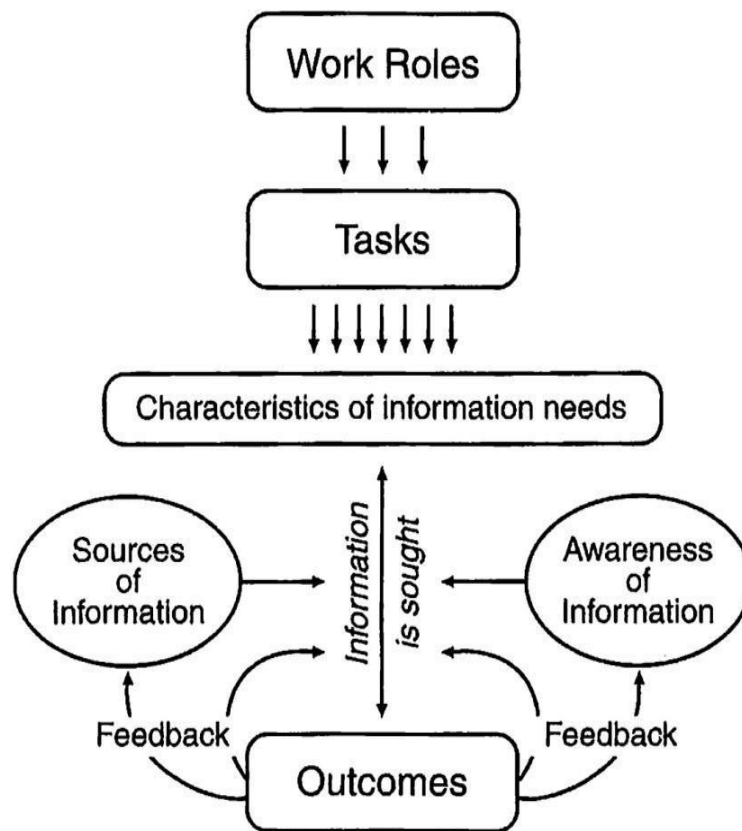 Work Roles
Tasks
Characteristics of information needs
Sources
of
Information
Information
is sought
Awareness
of
Information
Feedback
Feedback
Outcomes